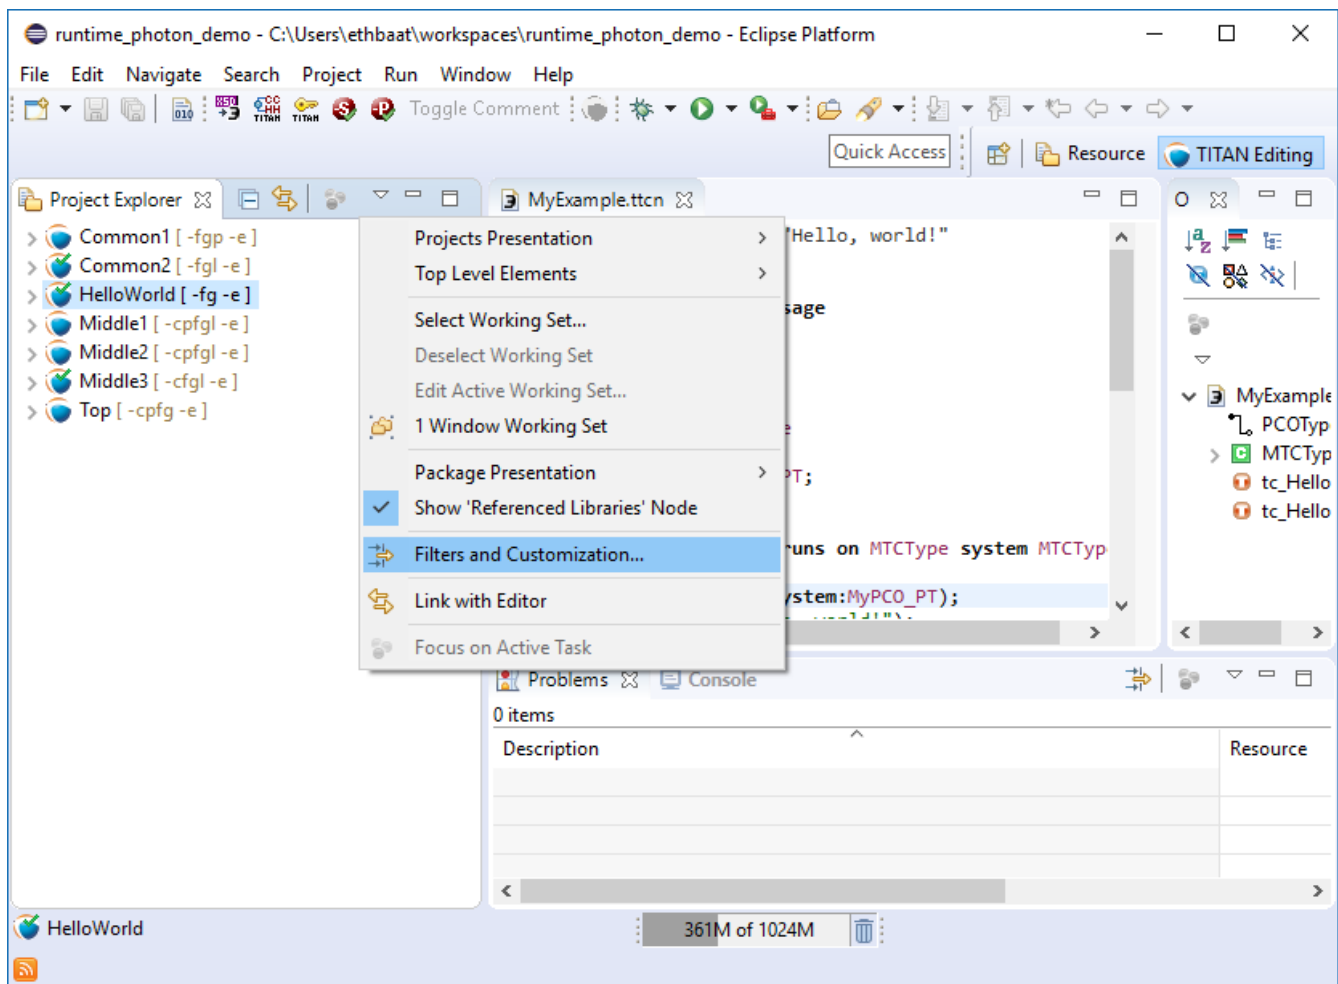 runtime_photon_demo - C:\Users\ethbaat\workspaces\runtime_photon_demo - Eclipse Platform
File Edit Navigate Search Project Run Window Help
Toggle Comment
Quick Access Resource TITAN Editing
Project Explorer
MyExample.ttcn
O
Common1 [ -fgp -e ]
Common2 [ -fgl -e ]
HelloWorld [ -fg -e ]
Middle1 [ -cpfgl -e ]
Middle2 [ -cpfgl -e ]
Middle3 [ -cfgl -e ]
Top [ -cpfg -e ]
Projects Presentation
Top Level Elements
Select Working Set...
Deselect Working Set
Edit Active Working Set...
1 Window Working Set
Package Presentation
Show 'Referenced Libraries' Node
Filters and Customization...
Link with Editor
Focus on Active Task
"Hello, world!"
sage
PT;
runs on MTCType system MTCTyp
ystem:MyPCO_PT);
MyExample
PCOTyp
MTCTyp
tc_Hello
tc_Hello
Problems Console
0 items
Description Resource
HelloWorld
361M of 1024M